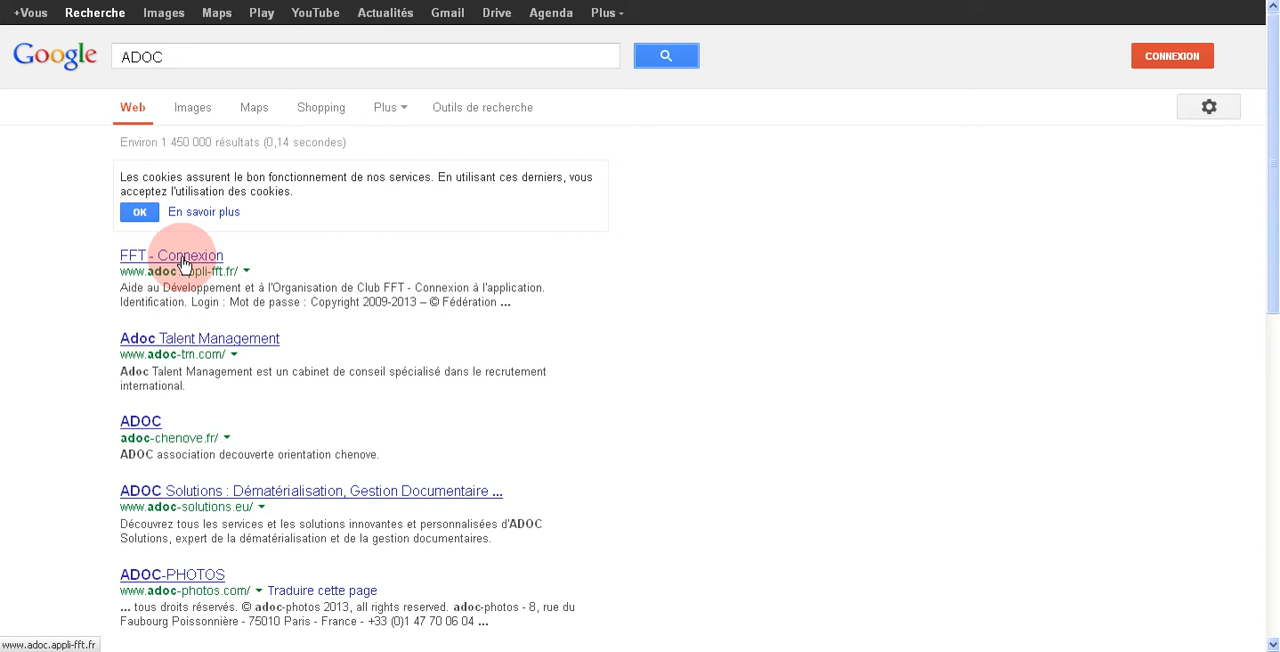 +Vous Recherche Images Maps Play YouTube Actualités Gmail Drive Agenda Plus
Google ADOC CONNEXION
Web Images Maps Shopping Plus Outils de recherche
Environ 1 450 000 résultats (0,14 secondes)
Les cookies assurent le bon fonctionnement de nos services. En utilisant ces derniers, vous
acceptez l'utilisation des cookies.
OK En savoir plus
FFT - Connexion
www.adoc.appli-fft.fr/
Aide au Développement et à l'Organisation de Club FFT - Connexion à l'application.
Identification. Login : Mot de passe : Copyright 2009-2013 – © Fédération ...
Adoc Talent Management
www.adoc-tm.com/
Adoc Talent Management est un cabinet de conseil spécialisé dans le recrutement
international.
ADOC
adoc-chenove.fr/
ADOC association decouverte orientation chenove.
ADOC Solutions : Dématérialisation, Gestion Documentaire ...
www.adoc-solutions.eu/
Découvrez tous les services et les solutions innovantes et personnalisées d'ADOC
Solutions, expert de la dématérialisation et de la gestion documentaires.
ADOC-PHOTOS
www.adoc-photos.com/ Traduire cette page
... tous droits réservés. © adoc-photos 2013, all rights reserved. adoc-photos - 8, rue du
Faubourg Poissonnière - 75010 Paris - France - +33 (0)1 47 70 06 04 ...
www.adoc.appli-fft.fr